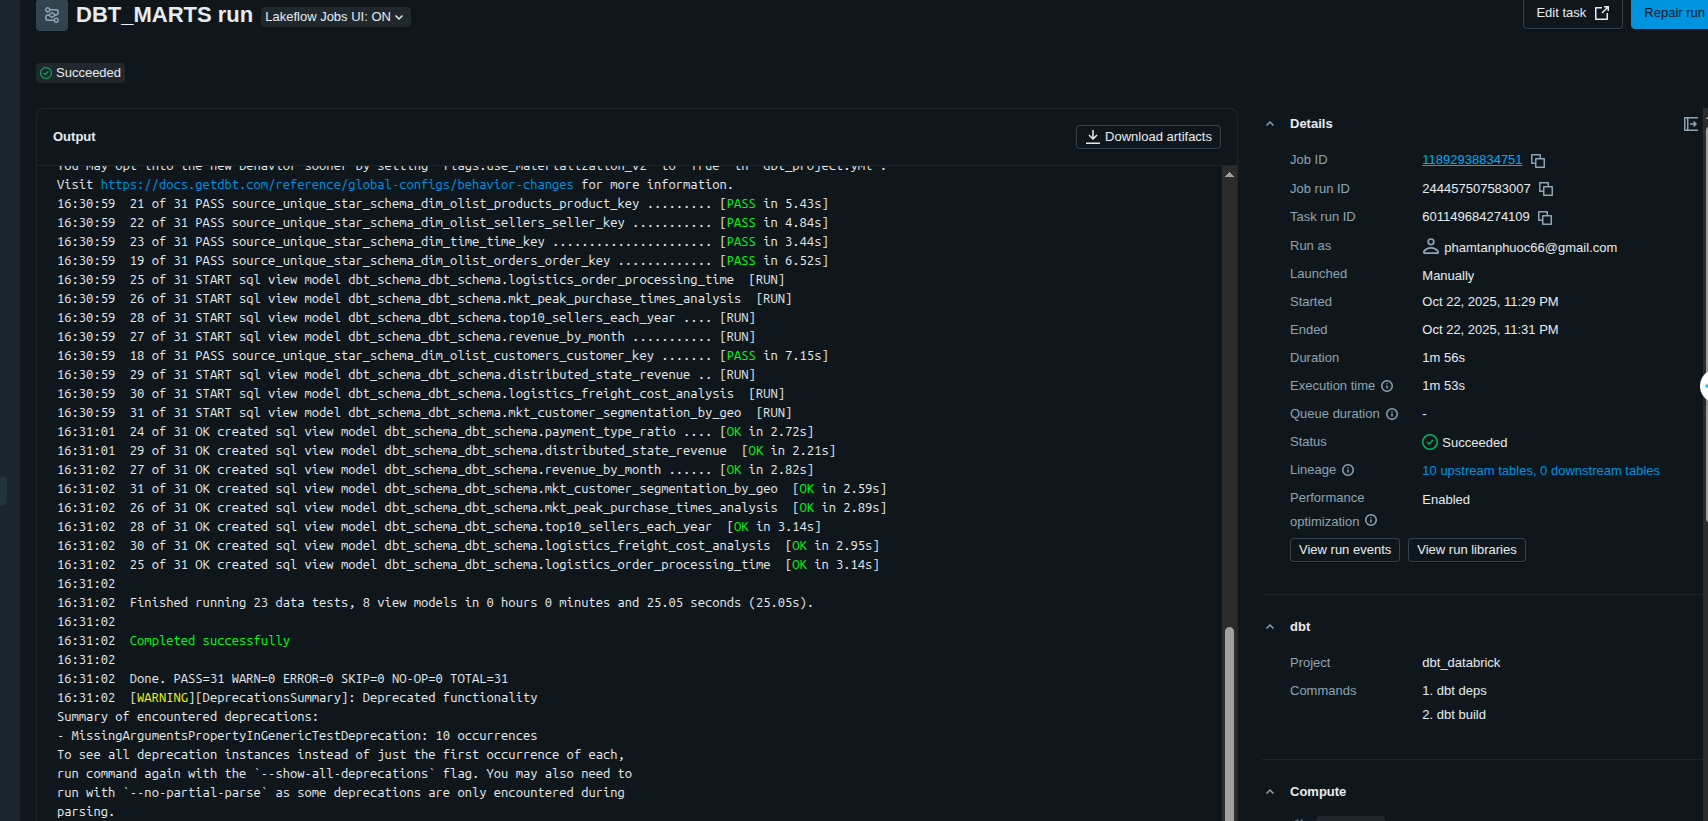 DBT_MARTS run
Lakeflow Jobs UI: ON
Edit task
Repair run
Succeeded
Output
Download artifacts
You may opt into the new behavior sooner by setting `flags.use_materialization_v2` to `True` in `dbt_project.yml`.
Visit https://docs.getdbt.com/reference/global-configs/behavior-changes for more information.
16:30:59  21 of 31 PASS source_unique_star_schema_dim_olist_products_product_key ......... [PASS in 5.43s]
16:30:59  22 of 31 PASS source_unique_star_schema_dim_olist_sellers_seller_key ........... [PASS in 4.84s]
16:30:59  23 of 31 PASS source_unique_star_schema_dim_time_time_key ...................... [PASS in 3.44s]
16:30:59  19 of 31 PASS source_unique_star_schema_dim_olist_orders_order_key ............. [PASS in 6.52s]
16:30:59  25 of 31 START sql view model dbt_schema_dbt_schema.logistics_order_processing_time  [RUN]
16:30:59  26 of 31 START sql view model dbt_schema_dbt_schema.mkt_peak_purchase_times_analysis  [RUN]
16:30:59  28 of 31 START sql view model dbt_schema_dbt_schema.top10_sellers_each_year .... [RUN]
16:30:59  27 of 31 START sql view model dbt_schema_dbt_schema.revenue_by_month ........... [RUN]
16:30:59  18 of 31 PASS source_unique_star_schema_dim_olist_customers_customer_key ....... [PASS in 7.15s]
16:30:59  29 of 31 START sql view model dbt_schema_dbt_schema.distributed_state_revenue .. [RUN]
16:30:59  30 of 31 START sql view model dbt_schema_dbt_schema.logistics_freight_cost_analysis  [RUN]
16:30:59  31 of 31 START sql view model dbt_schema_dbt_schema.mkt_customer_segmentation_by_geo  [RUN]
16:31:01  24 of 31 OK created sql view model dbt_schema_dbt_schema.payment_type_ratio .... [OK in 2.72s]
16:31:01  29 of 31 OK created sql view model dbt_schema_dbt_schema.distributed_state_revenue  [OK in 2.21s]
16:31:02  27 of 31 OK created sql view model dbt_schema_dbt_schema.revenue_by_month ...... [OK in 2.82s]
16:31:02  31 of 31 OK created sql view model dbt_schema_dbt_schema.mkt_customer_segmentation_by_geo  [OK in 2.59s]
16:31:02  26 of 31 OK created sql view model dbt_schema_dbt_schema.mkt_peak_purchase_times_analysis  [OK in 2.89s]
16:31:02  28 of 31 OK created sql view model dbt_schema_dbt_schema.top10_sellers_each_year  [OK in 3.14s]
16:31:02  30 of 31 OK created sql view model dbt_schema_dbt_schema.logistics_freight_cost_analysis  [OK in 2.95s]
16:31:02  25 of 31 OK created sql view model dbt_schema_dbt_schema.logistics_order_processing_time  [OK in 3.14s]
16:31:02
16:31:02  Finished running 23 data tests, 8 view models in 0 hours 0 minutes and 25.05 seconds (25.05s).
16:31:02
16:31:02  Completed successfully
16:31:02
16:31:02  Done. PASS=31 WARN=0 ERROR=0 SKIP=0 NO-OP=0 TOTAL=31
16:31:02  [WARNING][DeprecationsSummary]: Deprecated functionality
Summary of encountered deprecations:
- MissingArgumentsPropertyInGenericTestDeprecation: 10 occurrences
To see all deprecation instances instead of just the first occurrence of each,
run command again with the `--show-all-deprecations` flag. You may also need to
run with `--no-partial-parse` as some deprecations are only encountered during
parsing.
Details
Job ID 11892938834751
Job run ID 244457507583007
Task run ID 601149684274109
Run as phamtanphuoc66@gmail.com
Launched Manually
Started Oct 22, 2025, 11:29 PM
Ended Oct 22, 2025, 11:31 PM
Duration 1m 56s
Execution time 1m 53s
Queue duration -
Status Succeeded
Lineage 10 upstream tables, 0 downstream tables
Performance optimization Enabled
View run events
View run libraries
dbt
Project dbt_databrick
Commands 1. dbt deps
2. dbt build
Compute